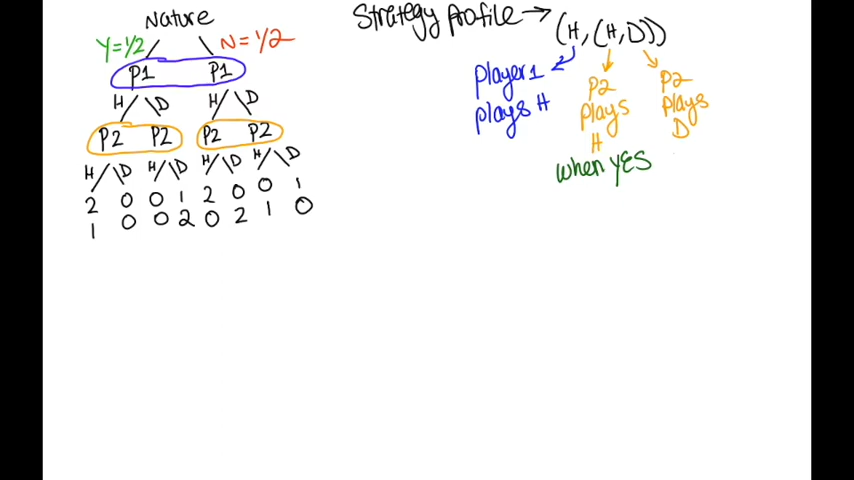 Nature
Y=1/2 N=1/2
P1 P1
H D H D
P2 P2 P2 P2
H D H D H D H D
2 0 0 1 2 0 0 1
1 0 0 2 0 2 1 0
Strategy profile → (H, (H,D))
Player 1
plays H
P2
plays
H
when YES
P2
plays
D